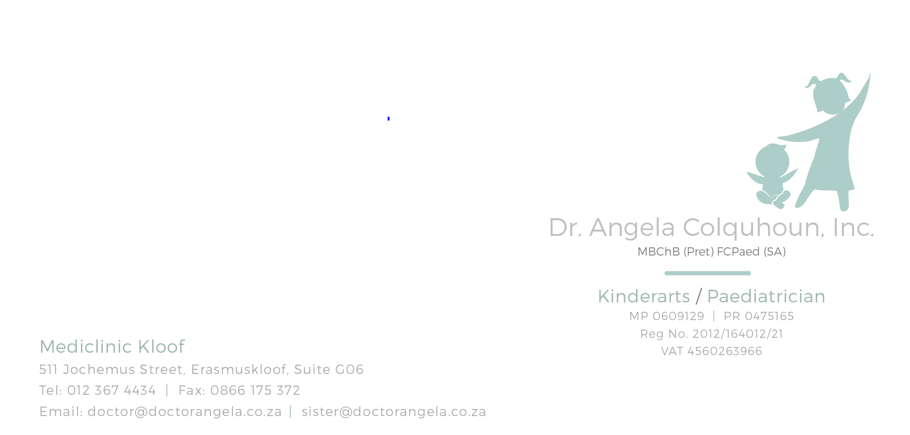 Dr. Angela Colquhoun, Inc.
MBChB (Pret) FCPaed (SA)
Kinderarts / Paediatrician
MP 0609129 | PR 0475165
Reg No. 2012/164012/21
VAT 4560263966
Mediclinic Kloof
511 Jochemus Street, Erasmuskloof, Suite G06
Tel: 012 367 4434 | Fax: 0866 175 372
Email: doctor@doctorangela.co.za | sister@doctorangela.co.za